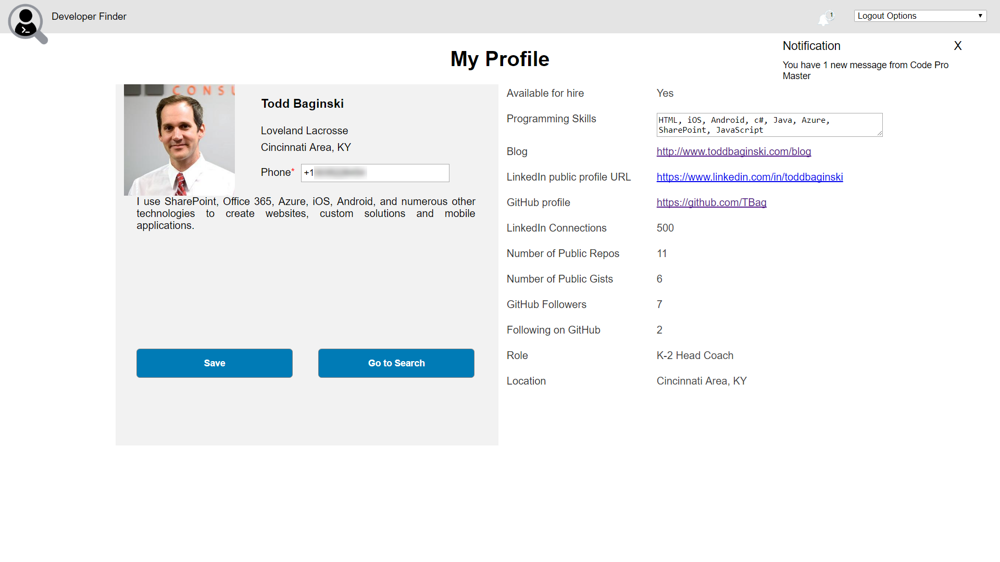 Developer Finder
1
Logout Options
Notification X
You have 1 new message from Code Pro
Master
My Profile
CONSU
Todd Baginski
Loveland Lacrosse
Cincinnati Area, KY
Phone* +1
I use SharePoint, Office 365, Azure, iOS, Android, and numerous other
technologies to create websites, custom solutions and mobile
applications.
Save
Go to Search
Available for hire Yes
Programming Skills HTML, iOS, Android, c#, Java, Azure,
SharePoint, JavaScript
Blog http://www.toddbaginski.com/blog
LinkedIn public profile URL https://www.linkedin.com/in/toddbaginski
GitHub profile https://github.com/TBag
LinkedIn Connections 500
Number of Public Repos 11
Number of Public Gists 6
GitHub Followers 7
Following on GitHub 2
Role K-2 Head Coach
Location Cincinnati Area, KY